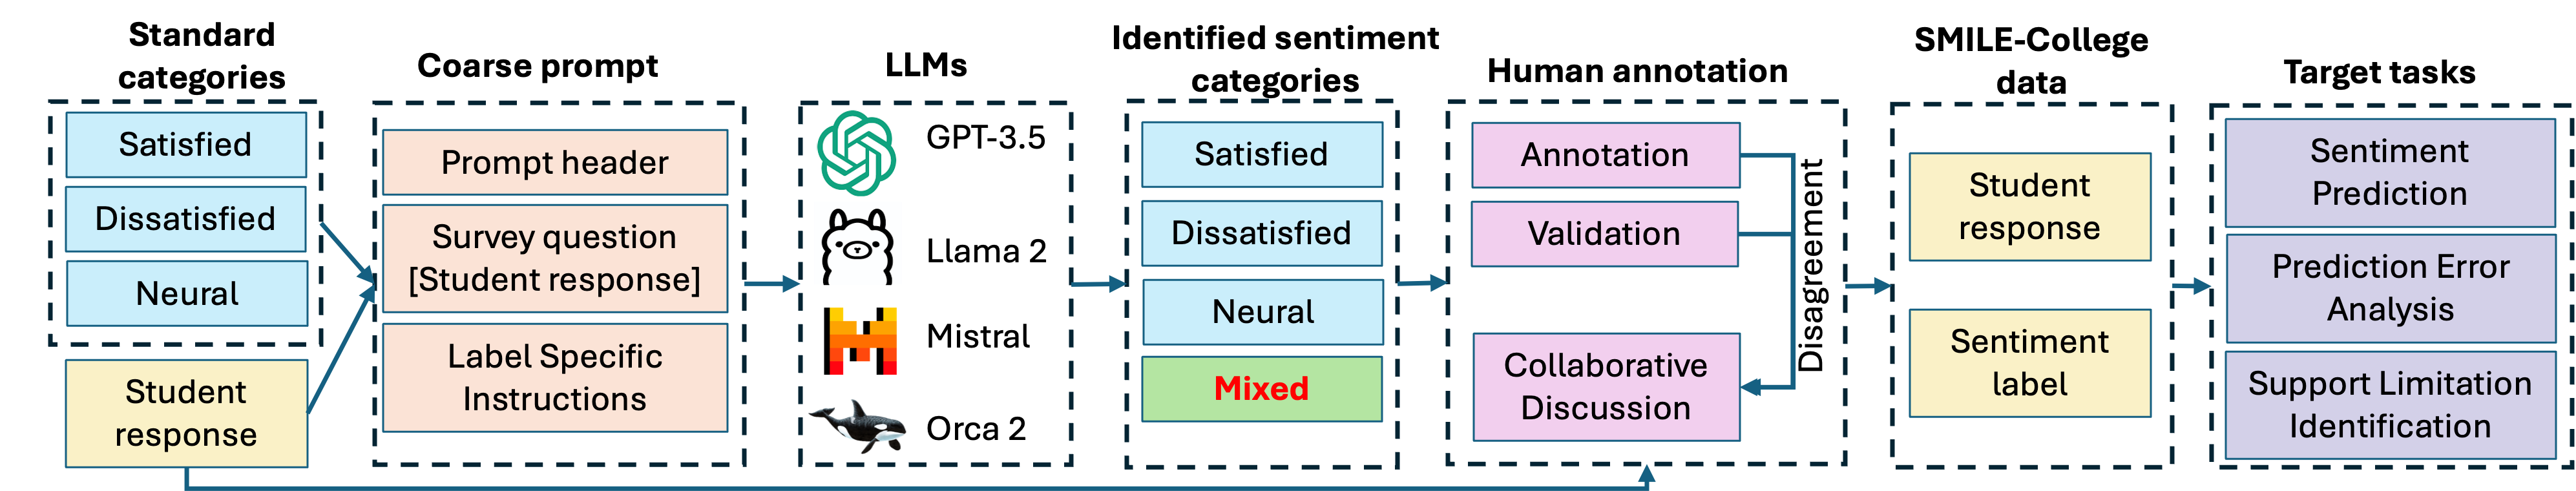 Standard
categories
Satisfied
Dissatisfied
Neural
Student
response
Coarse prompt
Prompt header
Survey question
[Student response]
Label Specific
Instructions
LLMs
GPT-3.5
Llama 2
Mistral
Orca 2
Identified sentiment
categories
Satisfied
Dissatisfied
Neural
Mixed
Human annotation
Annotation
Validation
Collaborative
Discussion
Disagreement
SMILE-College
data
Student
response
Sentiment
label
Target tasks
Sentiment
Prediction
Prediction Error
Analysis
Support Limitation
Identification